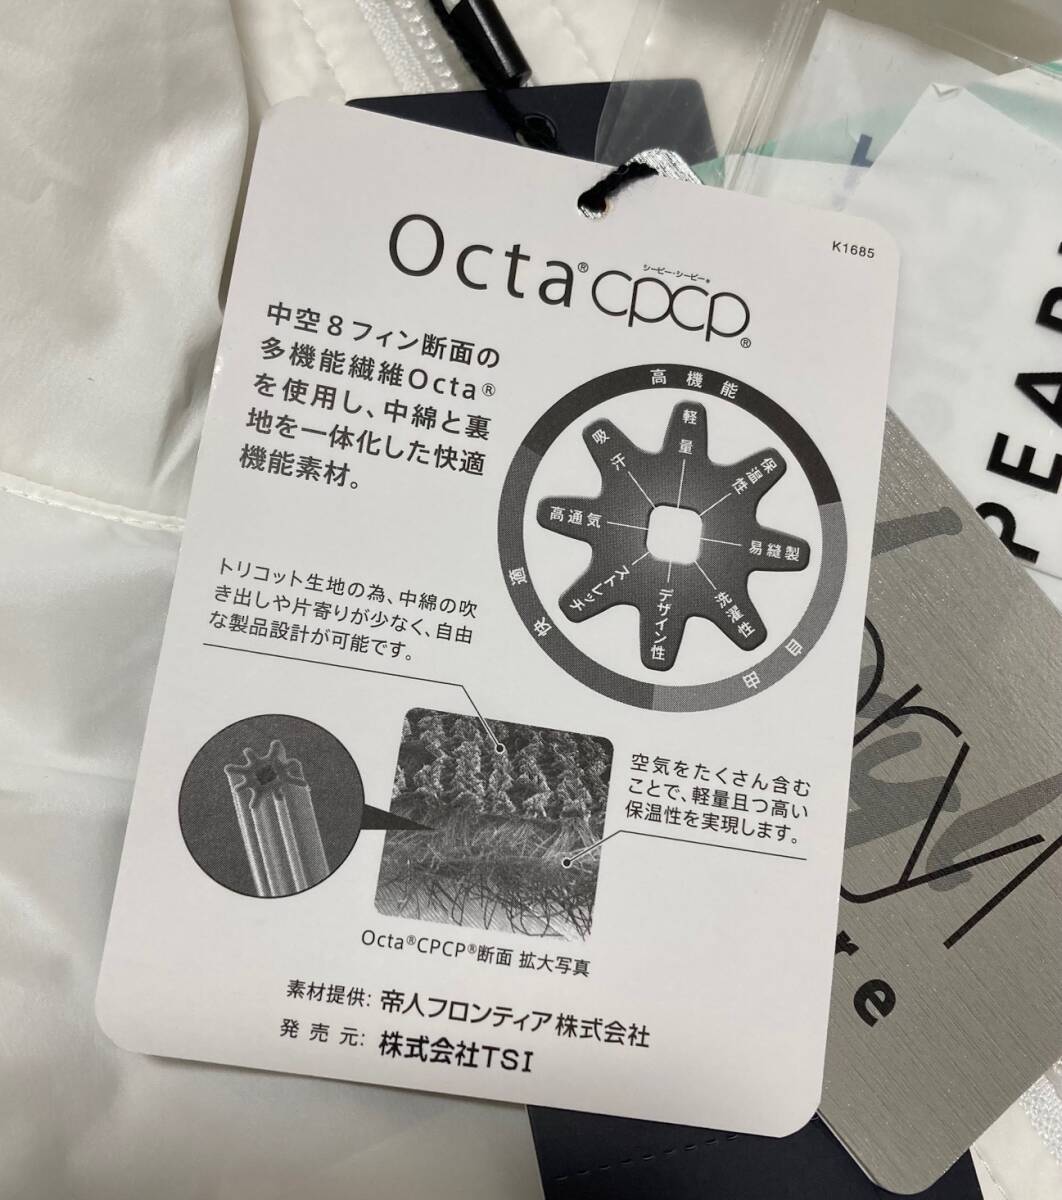 K1685
シーピー・シーピー®
Octa®CPCP®
中空8フィン断面の
多機能繊維Octa®
を使用し、中綿と裏
地を一体化した快適
機能素材。
高機能
軽量
保温性
易縫製
洗濯性
デザイン性
ストレッチ
高通気
吸汗
快適
自由
トリコット生地の為、中綿の吹
き出しや片寄りが少なく、自由
な製品設計が可能です。
空気をたくさん含む
ことで、軽量且つ高い
保温性を実現します。
Octa®CPCP®断面 拡大写真
素材提供: 帝人フロンティア株式会社
発売元: 株式会社TSI